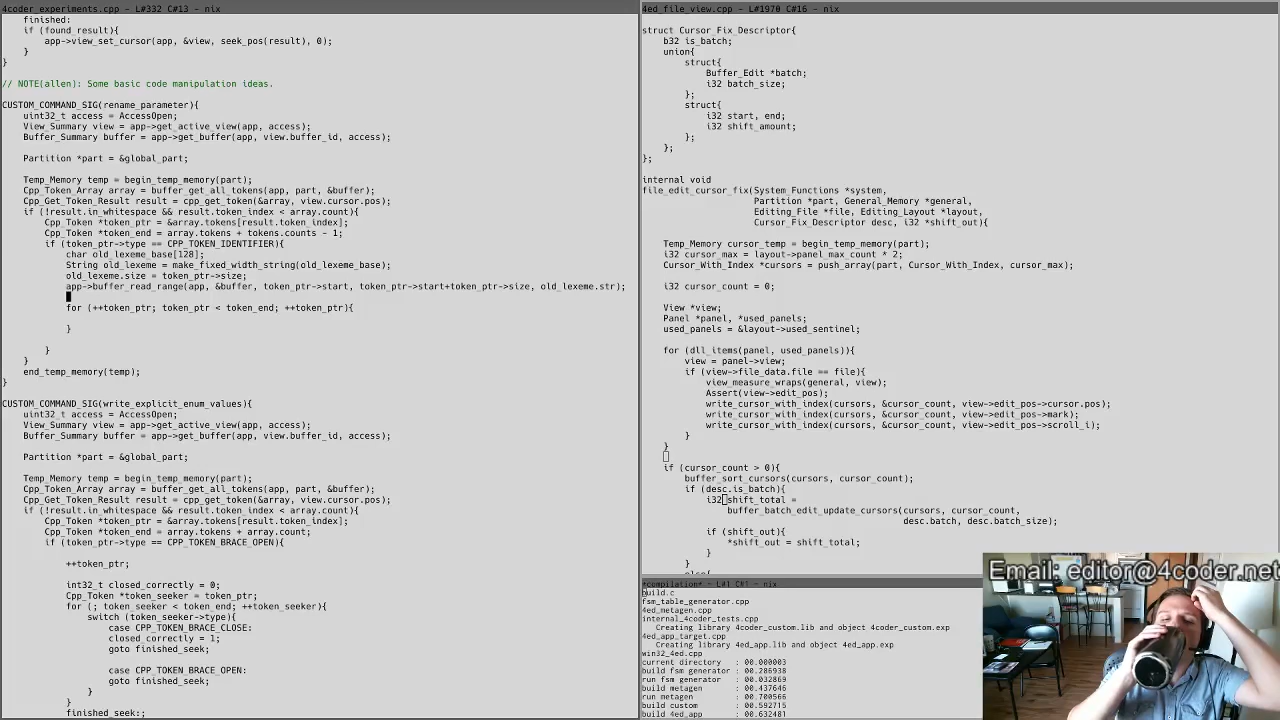 4coder_experiments.cpp - L#332 C#13 - nix
finished:
if (found_result){
app->view_set_cursor(app, &view, seek_pos(result), 0);
}
}
// NOTE(allen): Some basic code manipulation ideas.
CUSTOM_COMMAND_SIG(rename_parameter){
uint32_t access = AccessOpen;
View_Summary view = app->get_active_view(app, access);
Buffer_Summary buffer = app->get_buffer(app, view.buffer_id, access);
Partition *part = &global_part;
Temp_Memory temp = begin_temp_memory(part);
Cpp_Token_Array array = buffer_get_all_tokens(app, part, &buffer);
Cpp_Get_Token_Result result = cpp_get_token(&array, view.cursor.pos);
if (!result.in_whitespace && result.token_index < array.count){
Cpp_Token *token_ptr = &array.tokens[result.token_index];
Cpp_Token *token_end = array.tokens + tokens.counts - 1;
if (token_ptr->type == CPP_TOKEN_IDENTIFIER){
char old_lexeme_base[128];
String old_lexeme = make_fixed_width_string(old_lexeme_base);
old_lexeme.size = token_ptr->size;
app->buffer_read_range(app, &buffer, token_ptr->start, token_ptr->start+token_ptr->size, old_lexeme.str);
for (++token_ptr; token_ptr < token_end; ++token_ptr){
}
}
}
end_temp_memory(temp);
}
CUSTOM_COMMAND_SIG(write_explicit_enum_values){
uint32_t access = AccessOpen;
View_Summary view = app->get_active_view(app, access);
Buffer_Summary buffer = app->get_buffer(app, view.buffer_id, access);
Partition *part = &global_part;
Temp_Memory temp = begin_temp_memory(part);
Cpp_Token_Array array = buffer_get_all_tokens(app, part, &buffer);
Cpp_Get_Token_Result result = cpp_get_token(&array, view.cursor.pos);
if (!result.in_whitespace && result.token_index < array.count){
Cpp_Token *token_ptr = &array.tokens[result.token_index];
Cpp_Token *token_end = array.tokens + array.count;
if (token_ptr->type == CPP_TOKEN_BRACE_OPEN){
++token_ptr;
int32_t closed_correctly = 0;
Cpp_Token *token_seeker = token_ptr;
for (; token_seeker < token_end; ++token_seeker){
switch (token_seeker->type){
case CPP_TOKEN_BRACE_CLOSE:
closed_correctly = 1;
goto finished_seek;
case CPP_TOKEN_BRACE_OPEN:
goto finished_seek;
}
}
finished_seek:;
4ed_file_view.cpp - L#1970 C#16 - nix
struct Cursor_Fix_Descriptor{
b32 is_batch;
union{
struct{
Buffer_Edit *batch;
i32 batch_size;
};
struct{
i32 start, end;
i32 shift_amount;
};
};
};
internal void
file_edit_cursor_fix(System_Functions *system,
Partition *part, General_Memory *general,
Editing_File *file, Editing_Layout *layout,
Cursor_Fix_Descriptor desc, i32 *shift_out){
Temp_Memory cursor_temp = begin_temp_memory(part);
i32 cursor_max = layout->panel_max_count * 2;
Cursor_With_Index *cursors = push_array(part, Cursor_With_Index, cursor_max);
i32 cursor_count = 0;
View *view;
Panel *panel, *used_panels;
used_panels = &layout->used_sentinel;
for (dll_items(panel, used_panels)){
view = panel->view;
if (view->file_data.file == file){
view_measure_wraps(general, view);
Assert(view->edit_pos);
write_cursor_with_index(cursors, &cursor_count, view->edit_pos->cursor.pos);
write_cursor_with_index(cursors, &cursor_count, view->edit_pos->mark);
write_cursor_with_index(cursors, &cursor_count, view->edit_pos->scroll_i);
}
}
if (cursor_count > 0){
buffer_sort_cursors(cursors, cursor_count);
if (desc.is_batch){
i32 shift_total =
buffer_batch_edit_update_cursors(cursors, cursor_count,
desc.batch, desc.batch_size);
if (shift_out){
*shift_out = shift_total;
}
}
*compilation* - L#1 C#1 - nix
build.c
fsm_table_generator.cpp
4ed_metagen.cpp
internal_4coder_tests.cpp
Creating library 4coder_custom.lib and object 4coder_custom.exp
4ed_app_target.cpp
Creating library 4ed_app.lib and object 4ed_app.exp
win32_4ed.cpp
current directory : 00.000003
build fsm generator : 00.206938
run fsm generator : 00.032869
build metagen : 00.437646
run metagen : 00.700566
build custom : 00.592715
build 4ed_app : 00.632481
Email: editor@4coder.net